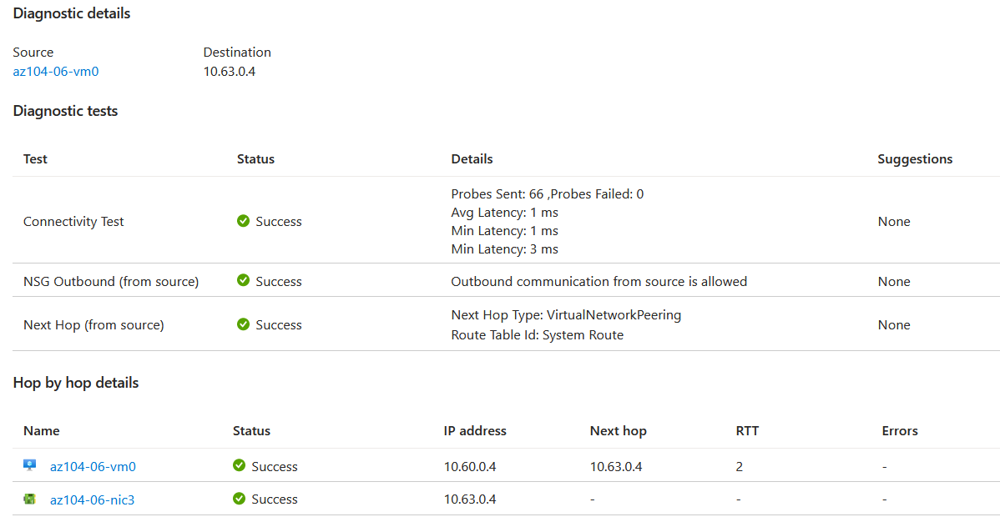 Diagnostic details
Source Destination
az104-06-vm0 10.63.0.4
Diagnostic tests
Test Status Details Suggestions
Connectivity Test Success Probes Sent: 66 ,Probes Failed: 0 None
Avg Latency: 1 ms
Min Latency: 1 ms
Min Latency: 3 ms
NSG Outbound (from source) Success Outbound communication from source is allowed None
Next Hop (from source) Success Next Hop Type: VirtualNetworkPeering None
Route Table Id: System Route
Hop by hop details
Name Status IP address Next hop RTT Errors
az104-06-vm0 Success 10.60.0.4 10.63.0.4 2 -
az104-06-nic3 Success 10.63.0.4 - - -